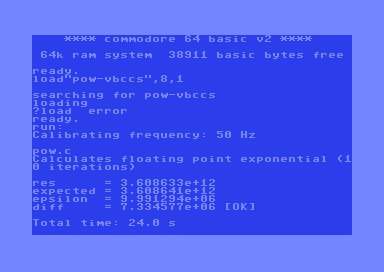 **** commodore 64 basic v2 ****
64k ram system  38911 basic bytes free
ready.
load"pow-vbccs",8,1
searching for pow-vbccs
loading
?load  error
ready.
run:
Calibrating frequency: 50 Hz
pow.c
Calculates floating point exponential (1
0 iterations)
res      = 3.608633e+12
expected = 3.608641e+12
epsilon  = 9.991294e+06
diff     = 7.334577e+06 [OK]
Total time: 24.0 s